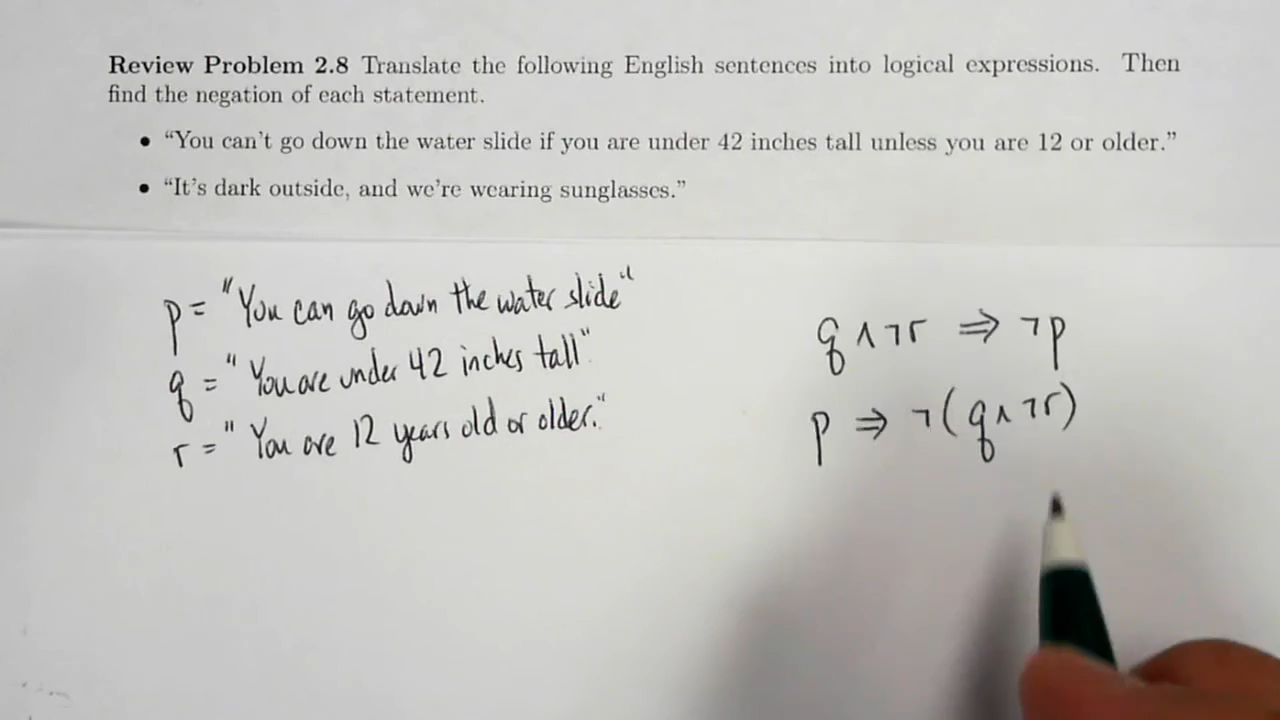 Review Problem 2.8 Translate the following English sentences into logical expressions. Then
find the negation of each statement.
• “You can't go down the water slide if you are under 42 inches tall unless you are 12 or older.”
• “It's dark outside, and we're wearing sunglasses.”
p = "You can go down the water slide"
q = "You are under 42 inches tall"
r = "You are 12 years old or older."
q ∧ ¬r ⇒ ¬p
p ⇒ ¬(q ∧ ¬r)